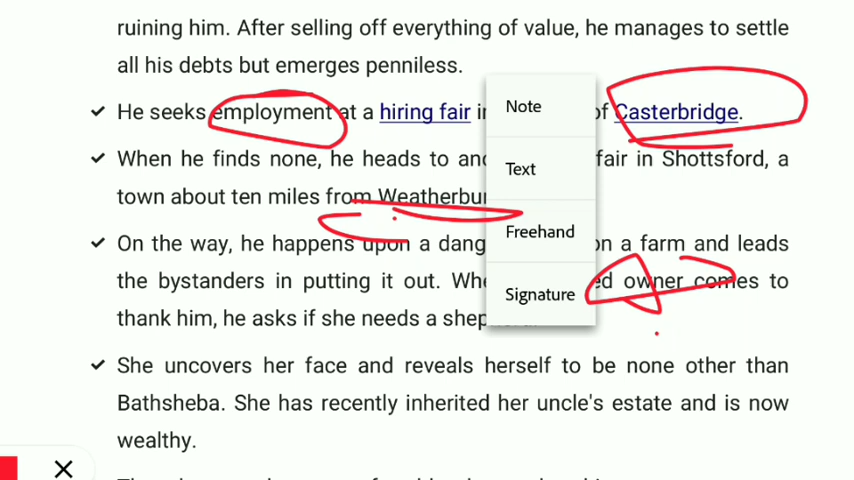 ruining him. After selling off everything of value, he manages to settle
all his debts but emerges penniless.
✓ He seeks employment at a hiring fair in of Casterbridge.
✓ When he finds none, he heads to fair in Shottsford, a
town about ten miles from
✓ On the way, he happens upon a on a farm and leads
the bystanders in putting it out. owner comes to
thank him, he asks if she needs a
✓ She uncovers her face and reveals herself to be none other than
Bathsheba. She has recently inherited her uncle's estate and is now
wealthy.
Note
Text
Freehand
Signature